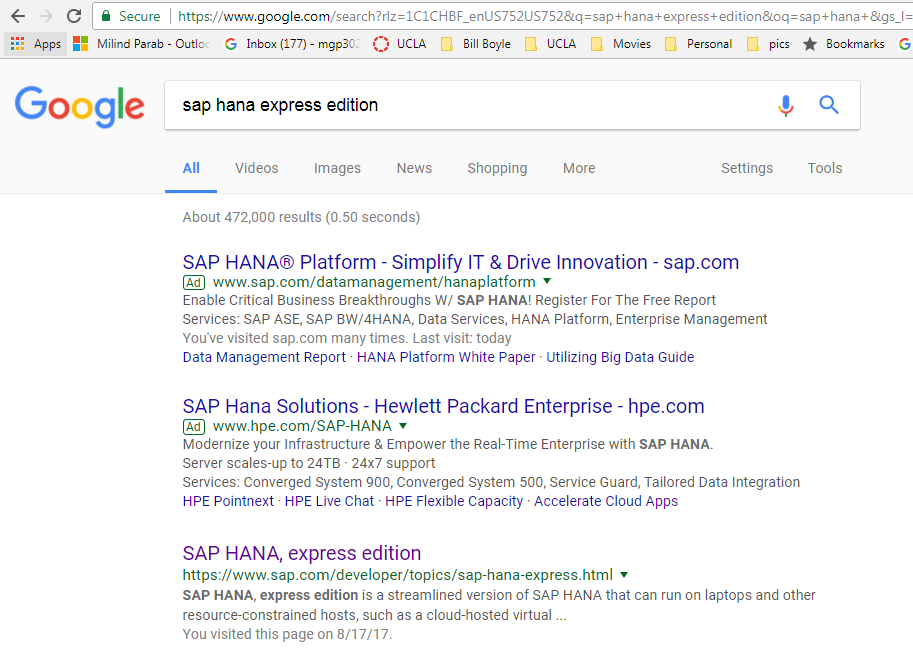 Secure https://www.google.com/search?rlz=1C1CHBF_enUS752US752&q=sap+hana+express+edition&oq=sap+hana+&gs_l=
Apps Milind Parab - Outloo Inbox (177) - mgp302 UCLA Bill Boyle UCLA Movies Personal pics Bookmarks G
Google sap hana express edition
All Videos Images News Shopping More Settings Tools
About 472,000 results (0.50 seconds)
SAP HANA® Platform - Simplify IT & Drive Innovation - sap.com
Ad www.sap.com/datamanagement/hanaplatform
Enable Critical Business Breakthroughs W/ SAP HANA! Register For The Free Report
Services: SAP ASE, SAP BW/4HANA, Data Services, HANA Platform, Enterprise Management
You've visited sap.com many times. Last visit: today
Data Management Report · HANA Platform White Paper · Utilizing Big Data Guide
SAP Hana Solutions - Hewlett Packard Enterprise - hpe.com
Ad www.hpe.com/SAP-HANA
Modernize your Infrastructure & Empower the Real-Time Enterprise with SAP HANA.
Server scales-up to 24TB · 24x7 support
Services: Converged System 900, Converged System 500, Service Guard, Tailored Data Integration
HPE Pointnext · HPE Live Chat · HPE Flexible Capacity · Accelerate Cloud Apps
SAP HANA, express edition
https://www.sap.com/developer/topics/sap-hana-express.html
SAP HANA, express edition is a streamlined version of SAP HANA that can run on laptops and other
resource-constrained hosts, such as a cloud-hosted virtual ...
You visited this page on 8/17/17.